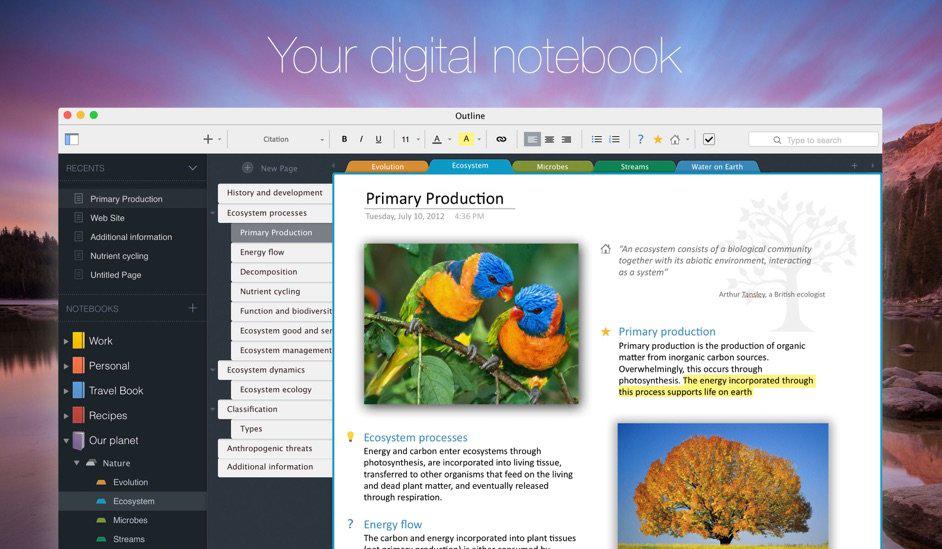 Your digital notebook
Outline
Citation
B I U
11
A
A
?
Type to search
RECENTS
Primary Production
Web Site
Additional information
Nutrient cycling
Untitled Page
NOTEBOOKS
Work
Personal
Travel Book
Recipes
Our planet
Nature
Evolution
Ecosystem
Microbes
Streams
New Page
History and development
Ecosystem processes
Primary Production
Energy flow
Decomposition
Nutrient cycling
Function and biodiversit
Ecosystem good and ser
Ecosystem management
Ecosystem dynamics
Ecosystem ecology
Classification
Types
Anthropogenic threats
Additional information
Evolution
Ecosystem
Microbes
Streams
Water on Earth
Primary Production
Tuesday, July 10, 2012 4:36 PM
"An ecosystem consists of a biological community
together with its abiotic environment, interacting
as a system"
Arthur Tansley, a British ecologist
Primary production
Primary production is the production of organic
matter from inorganic carbon sources.
Overwhelmingly, this occurs through
photosynthesis. The energy incorporated through
this process supports life on earth
Ecosystem processes
Energy and carbon enter ecosystems through
photosynthesis, are incorporated into living tissue,
transferred to other organisms that feed on the living
and dead plant matter, and eventually released
through respiration.
? Energy flow
The carbon and energy incorporated into plant tissues
(net primary production) is either consumed by